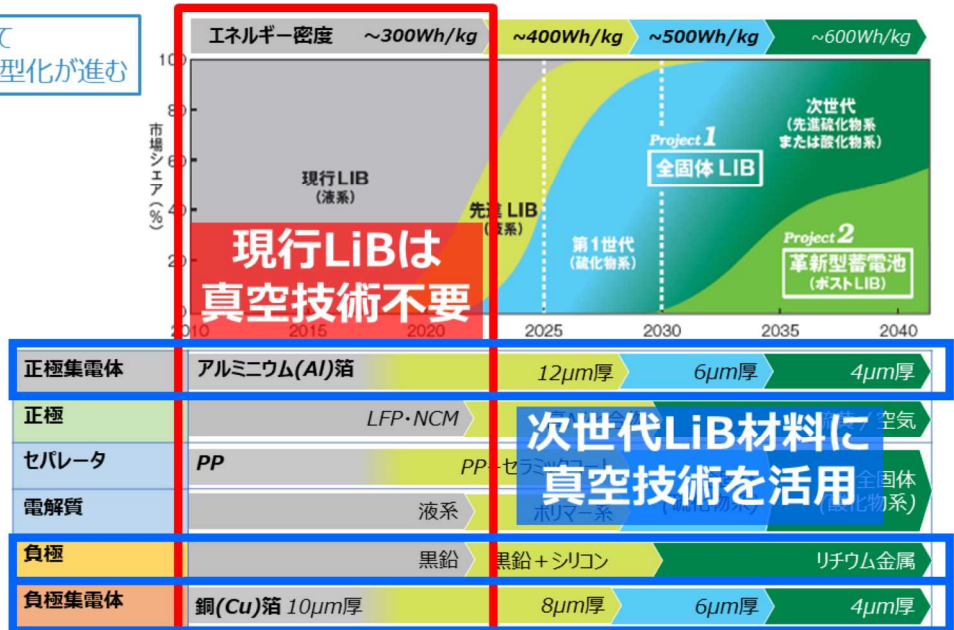 て
型化が進む
エネルギー密度 ~300Wh/kg ~400Wh/kg ~500Wh/kg ~600Wh/kg
市場シェア(%)
100
80
60
40
20
0
現行LIB
(液系)
先進 LIB
(液系)
第1世代
(硫化物系)
Project 1
全固体 LIB
次世代
(先進硫化物系
または酸化物系)
Project 2
革新型蓄電池
(ポストLIB)
現行LiBは
真空技術不要
2010 2015 2020 2025 2030 2035 2040
正極集電体 アルミニウム(Al)箔 12μm厚 6μm厚 4μm厚
正極 LFP・NCM 空気
次世代LiB材料に
真空技術を活用
セパレータ PP PP+セラミックコート 全固体
電解質 液系 ポリマー系 (硫化物系) (酸化物系)
負極 黒鉛 黒鉛+シリコン リチウム金属
負極集電体 銅(Cu)箔 10μm厚 8μm厚 6μm厚 4μm厚